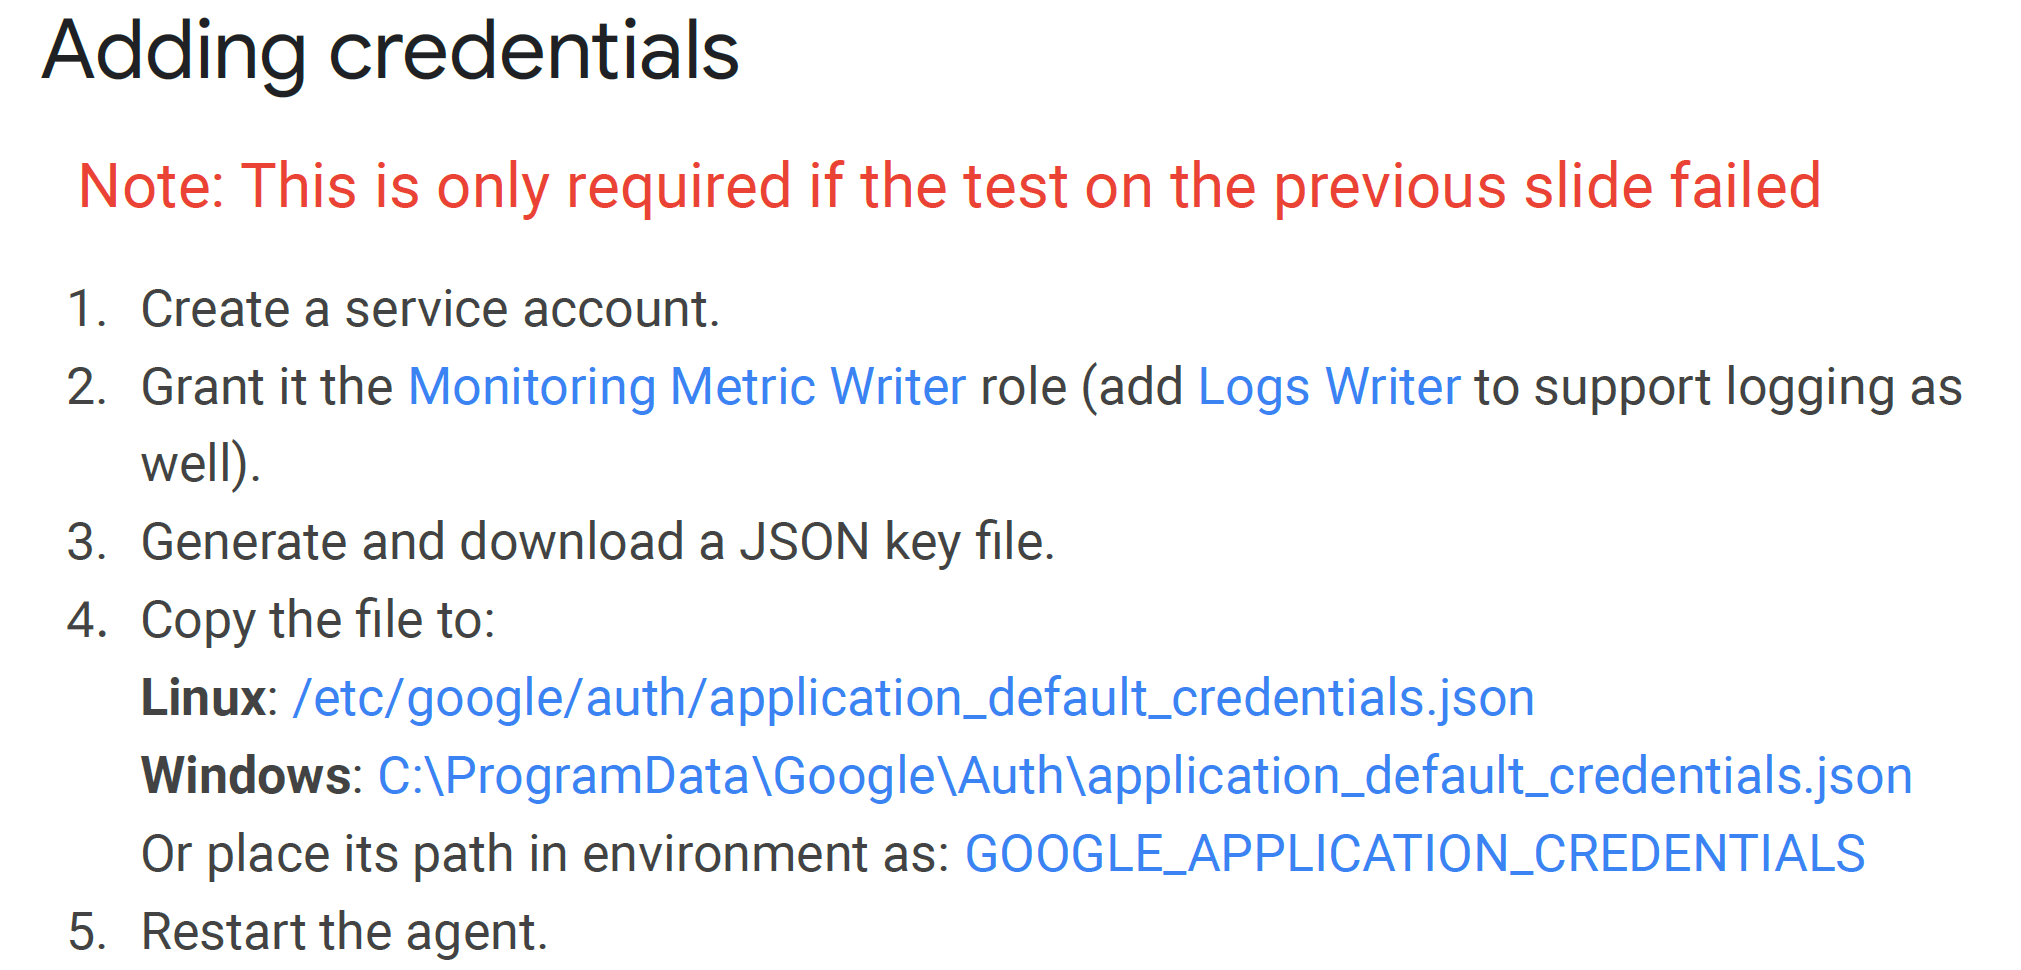 Adding credentials
Note: This is only required if the test on the previous slide failed
1. Create a service account.
2. Grant it the Monitoring Metric Writer role (add Logs Writer to support logging as
well).
3. Generate and download a JSON key file.
4. Copy the file to:
Linux: /etc/google/auth/application_default_credentials.json
Windows: C:\ProgramData\Google\Auth\application_default_credentials.json
Or place its path in environment as: GOOGLE_APPLICATION_CREDENTIALS
5. Restart the agent.